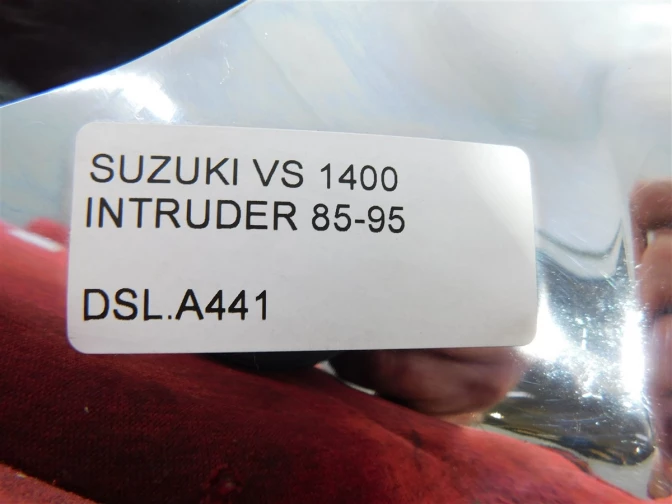 SUZUKI VS 1400
INTRUDER 85-95
DSL.A441